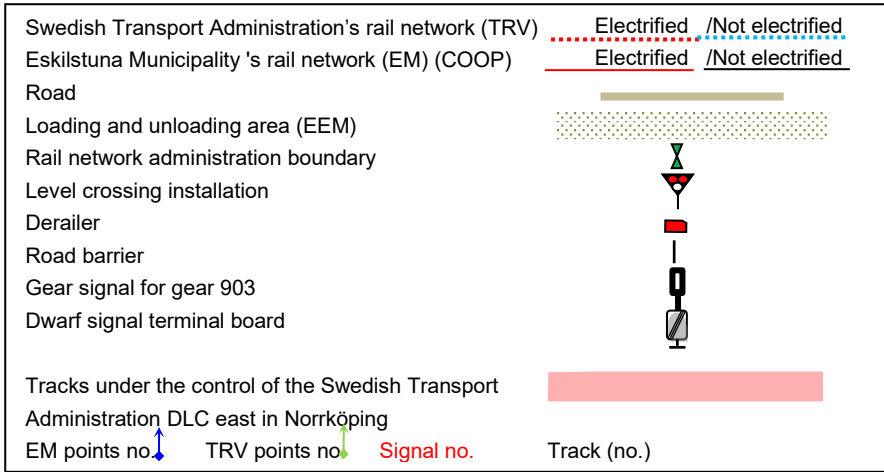 Swedish Transport Administration’s rail network (TRV) Electrified /Not electrified
Eskilstuna Municipality 's rail network (EM) (COOP) Electrified /Not electrified
Road
Loading and unloading area (EEM)
Rail network administration boundary
Level crossing installation
Derailer
Road barrier
Gear signal for gear 903
Dwarf signal terminal board
Tracks under the control of the Swedish Transport
Administration DLC east in Norrköping
EM points no. TRV points no Signal no. Track (no.)